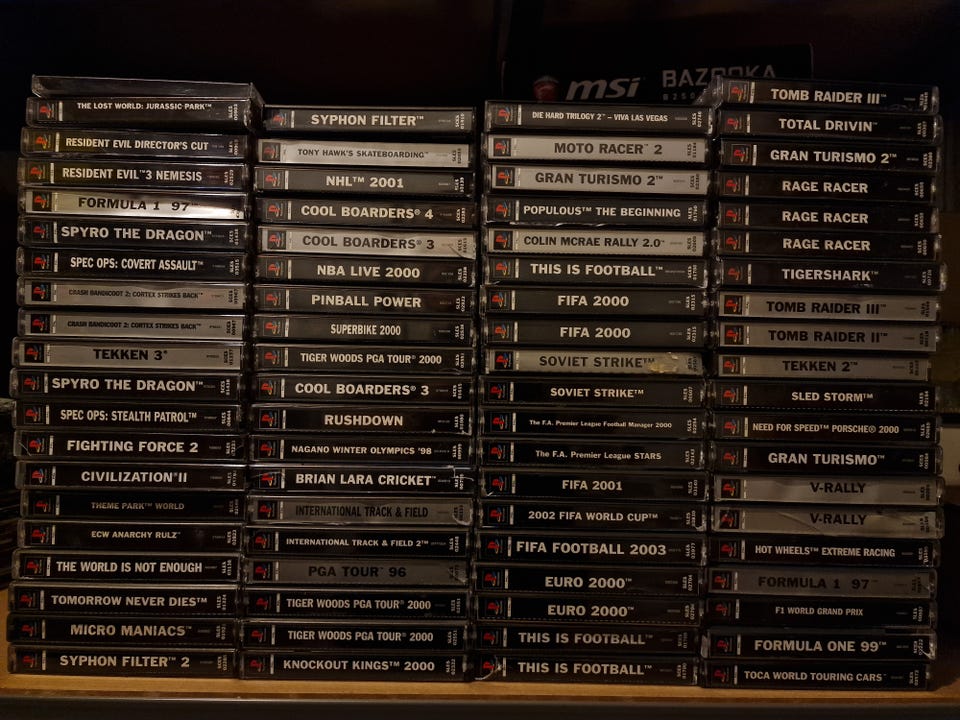 msi BAZOOKA
THE LOST WORLD: JURASSIC PARK™
RESIDENT EVIL DIRECTOR'S CUT
RESIDENT EVIL™3 NEMESIS
FORMULA 1 97™
SPYRO THE DRAGON™
SPEC OPS: COVERT ASSAULT™
CRASH BANDICOOT 2: CORTEX STRIKES BACK™
CRASH BANDICOOT 2: CORTEX STRIKES BACK™
TEKKEN 3®
SPYRO THE DRAGON™
SPEC OPS: STEALTH PATROL™
FIGHTING FORCE 2
CIVILIZATION®II
THEME PARK™ WORLD
ECW ANARCHY RULZ™
THE WORLD IS NOT ENOUGH
TOMORROW NEVER DIES™
MICRO MANIACS™
SYPHON FILTER™ 2
SYPHON FILTER™
TONY HAWK'S SKATEBOARDING™
NHL™ 2001
COOL BOARDERS® 4
COOL BOARDERS® 3
NBA LIVE 2000
PINBALL POWER
SUPERBIKE 2000
TIGER WOODS PGA TOUR® 2000
COOL BOARDERS® 3
RUSHDOWN
NAGANO WINTER OLYMPICS '98
BRIAN LARA CRICKET™
INTERNATIONAL TRACK & FIELD
INTERNATIONAL TRACK & FIELD 2™
PGA TOUR™ 96
TIGER WOODS PGA TOUR® 2000
TIGER WOODS PGA TOUR® 2000
KNOCKOUT KINGS™ 2000
DIE HARD TRILOGY 2™ – VIVA LAS VEGAS
MOTO RACER™ 2
GRAN TURISMO 2™
POPULOUS™ THE BEGINNING
COLIN MCRAE RALLY 2.0™
THIS IS FOOTBALL™
FIFA 2000
FIFA 2000
SOVIET STRIKE™
SOVIET STRIKE™
The F.A. Premier League Football Manager 2000
The F.A. Premier League STARS
FIFA 2001
2002 FIFA WORLD CUP™
FIFA FOOTBALL 2003
EURO 2000™
EURO 2000™
THIS IS FOOTBALL™
THIS IS FOOTBALL™
TOMB RAIDER III™
TOTAL DRIVIN™
GRAN TURISMO 2™
RAGE RACER
RAGE RACER
RAGE RACER
TIGERSHARK™
TOMB RAIDER III™
TOMB RAIDER II™
TEKKEN 2™
SLED STORM™
NEED FOR SPEED™ PORSCHE® 2000
GRAN TURISMO™
V-RALLY
V-RALLY
HOT WHEELS™ EXTREME RACING
FORMULA 1 97™
F1 WORLD GRAND PRIX
FORMULA ONE 99™
TOCA WORLD TOURING CARS™